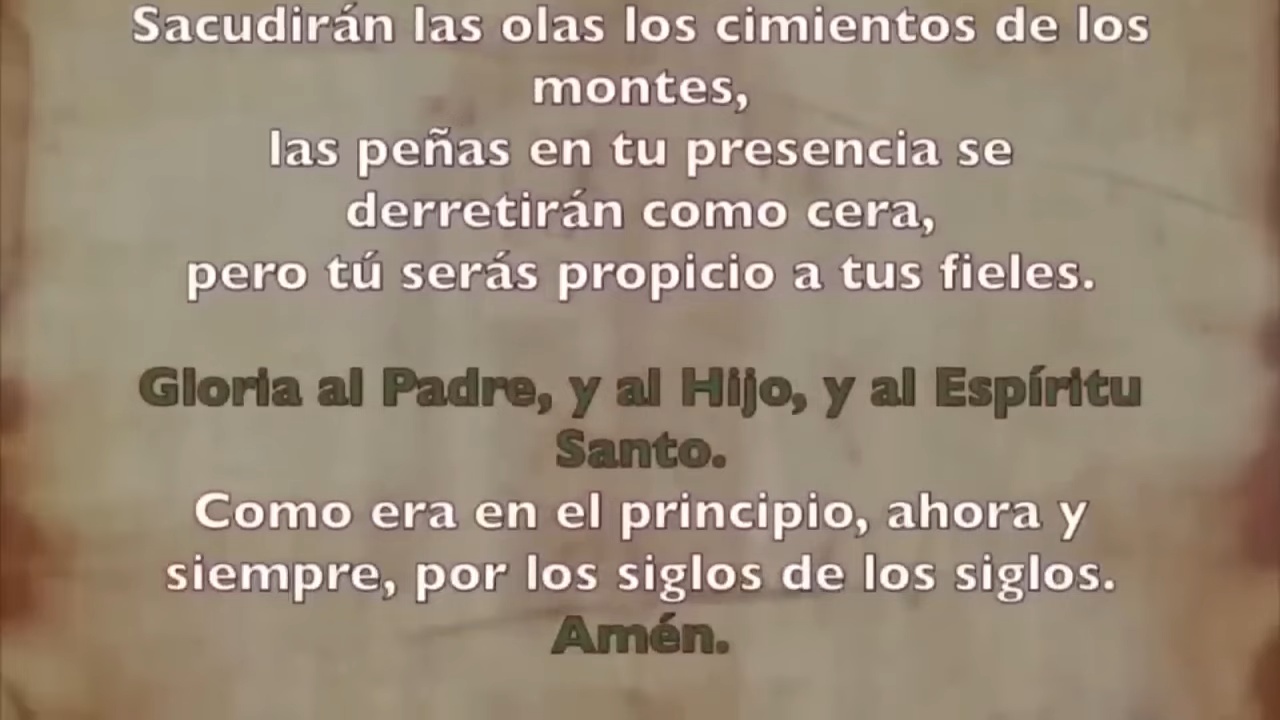 Sacudirán las olas los cimientos de los
montes,
las peñas en tu presencia se
derretirán como cera,
pero tú serás propicio a tus fieles.
Gloria al Padre, y al Hijo, y al Espíritu
Santo.
Como era en el principio, ahora y
siempre, por los siglos de los siglos.
Amén.